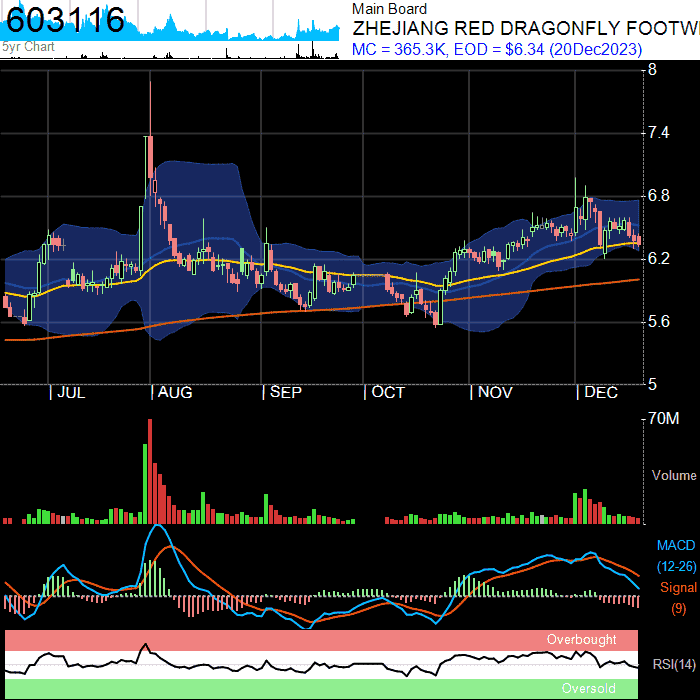 603116
5yr Chart
Main Board
ZHEJIANG RED DRAGONFLY FOOTW
MC = 365.3K, EOD = $6.34 (20Dec2023)
8
7.4
6.8
6.2
5.6
5
| JUL | AUG | SEP | OCT | NOV | DEC
70M
Volume
MACD
(12-26)
Signal
(9)
Overbought
RSI(14)
Oversold